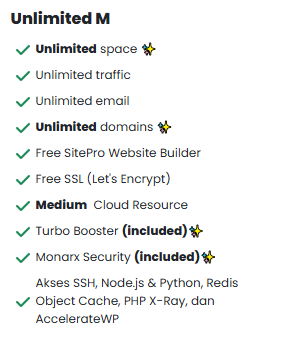 Unlimited M
Unlimited space
Unlimited traffic
Unlimited email
Unlimited domains
Free SitePro Website Builder
Free SSL (Let's Encrypt)
Medium Cloud Resource
Turbo Booster (included)
Monarx Security (included)
Akses SSH, Node.js & Python, Redis
Object Cache, PHP X-Ray, dan
AccelerateWP